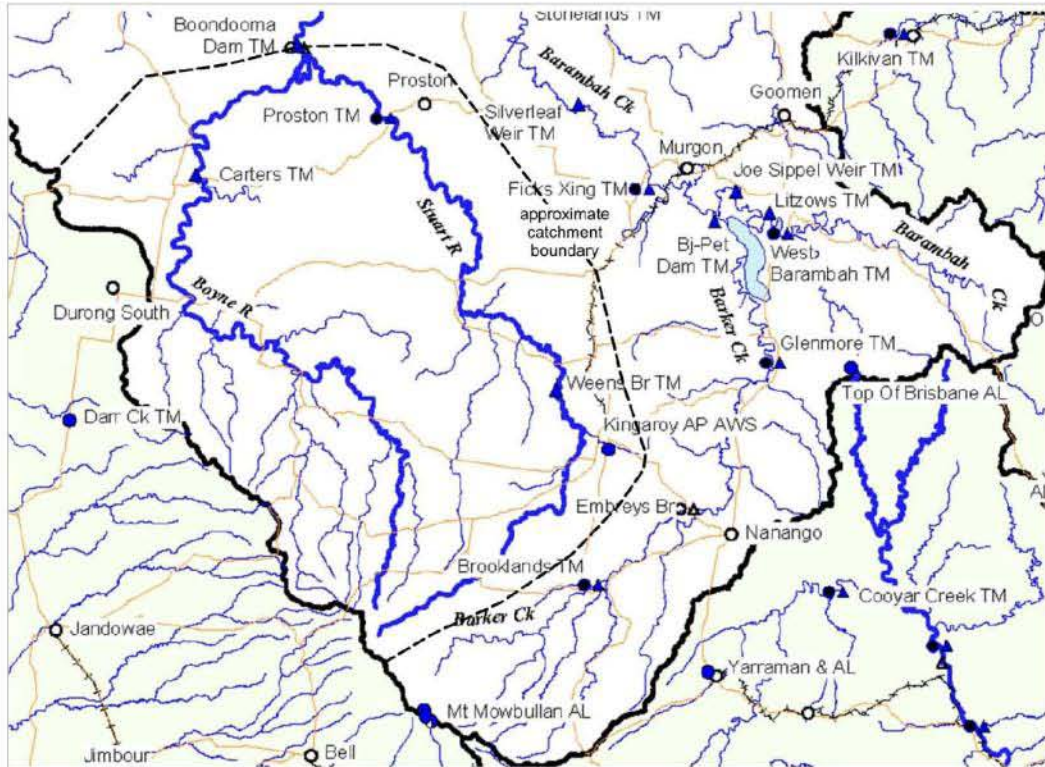 Stonelands TM
Boondooma
Dam TM
Kilkivan TM
Barambah Ck
Proston
Goomeri
Proston TM
Silverleaf
Weir TM
Murgon
Carters TM
Joe Sippel Weir TM
Ficks Xing TM
Litzows TM
Stuart R
approximate
catchment
boundary
Bj-Pet
Dam TM
West
Barambah TM
Barambah
Ck
Boyne R
Durong South
Barker Ck
Glenmore TM
Weens Br TM
Top Of Brisbane AL
Darr Ck TM
Kingaroy AP AWS
Embreys Br
Nanango
Brooklands TM
Cooyar Creek TM
Barker Ck
Jandowae
Yarraman & AL
Mt Mowbullan AL
Jimbour
Bell